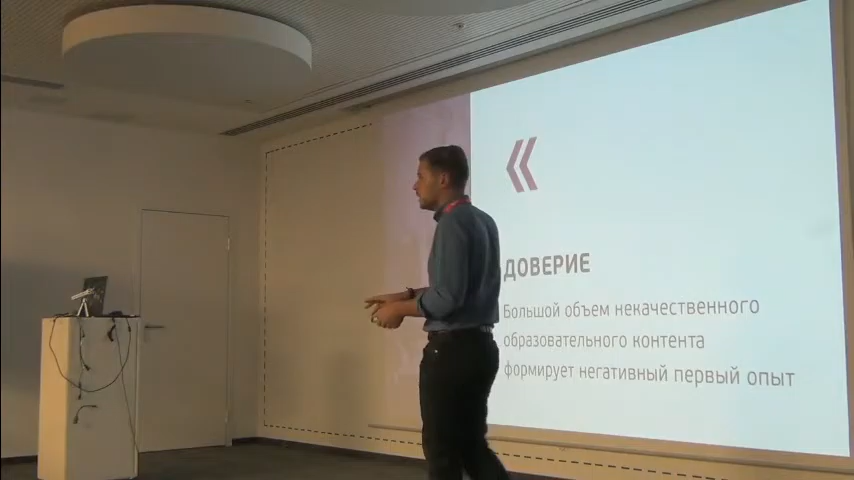 ДОВЕРИЕ
Большой объем некачественного
образовательного контента
формирует негативный первый опыт